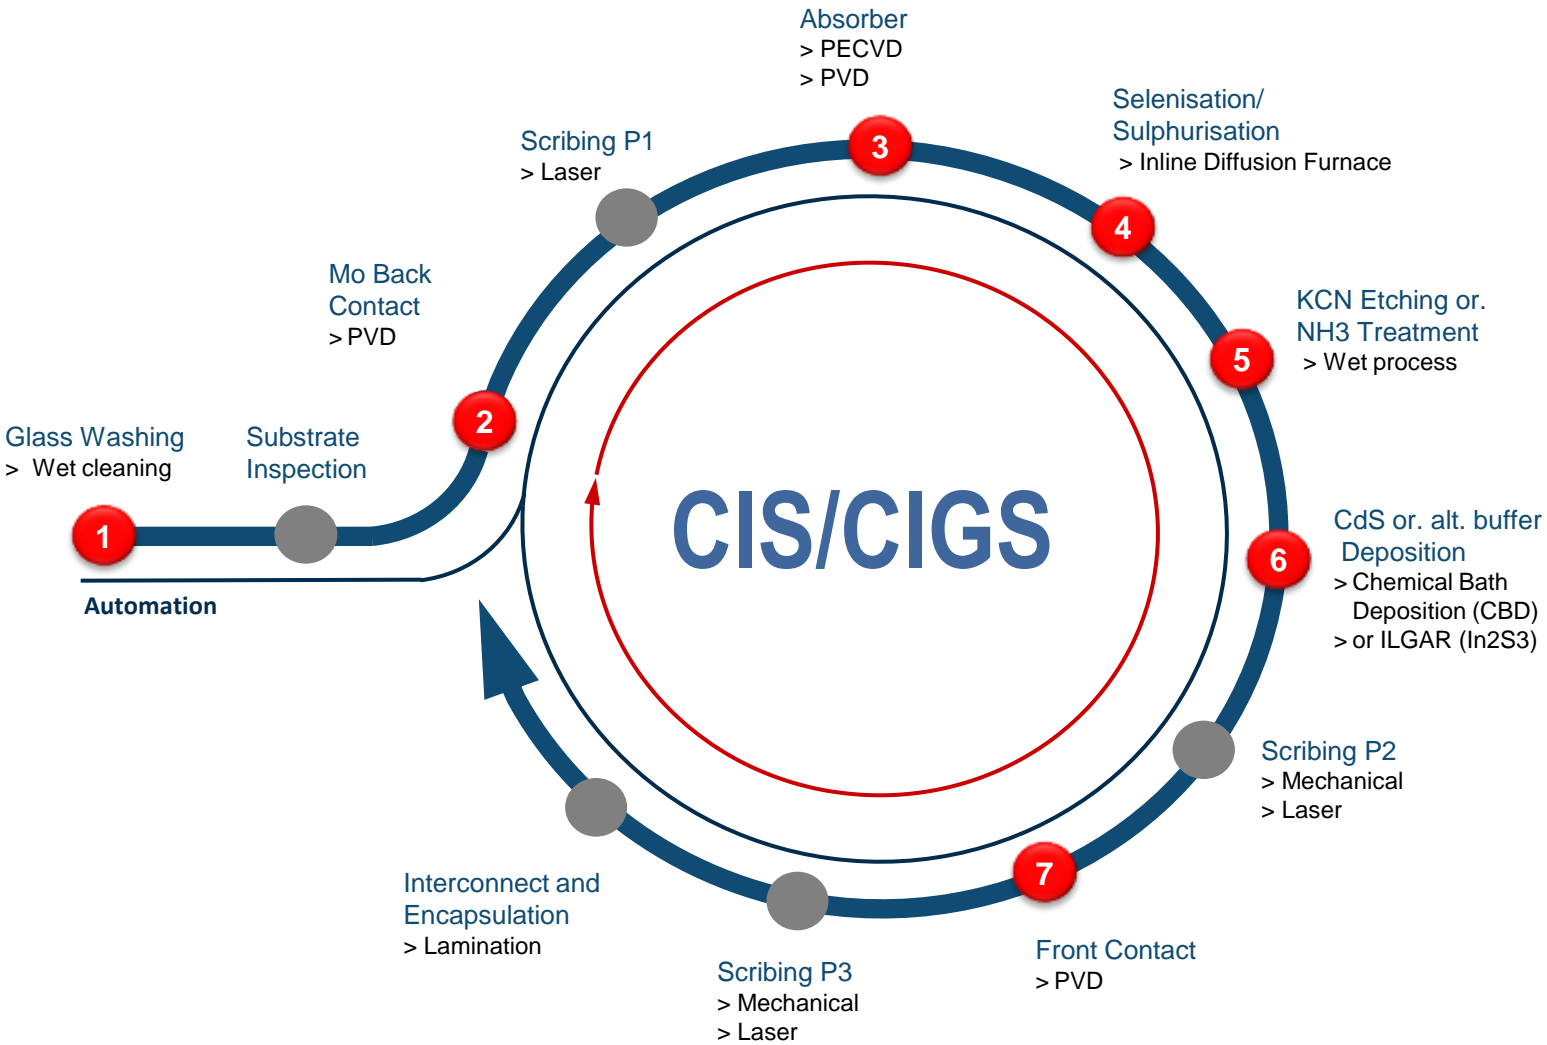 Absorber
> PECVD
> PVD
3
Selenisation/
Sulphurisation
> Inline Diffusion Furnace
4
Scribing P1
> Laser
Mo Back
Contact
> PVD
2
KCN Etching or.
NH3 Treatment
> Wet process
5
Glass Washing
> Wet cleaning
1
Substrate
Inspection
Automation
CIS/CIGS
CdS or. alt. buffer
Deposition
> Chemical Bath
Deposition (CBD)
> or ILGAR (In2S3)
6
Scribing P2
> Mechanical
> Laser
7
Front Contact
> PVD
Scribing P3
> Mechanical
> Laser
Interconnect and
Encapsulation
> Lamination